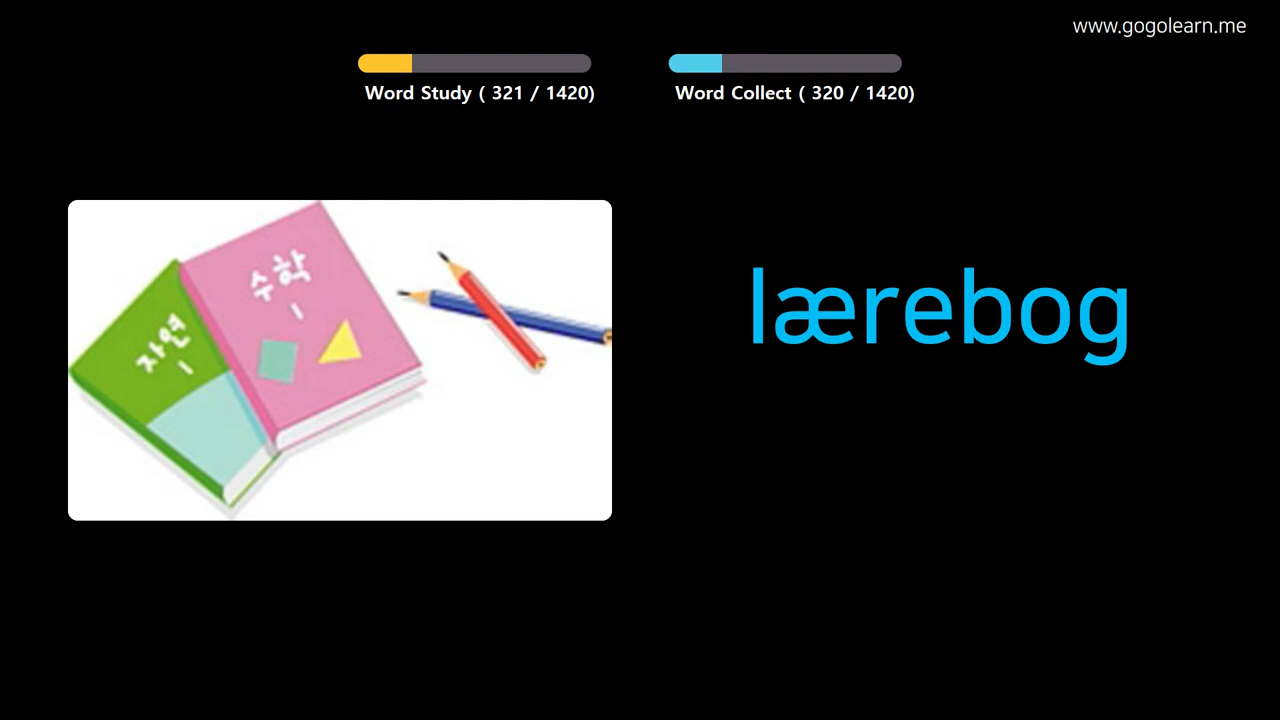 www.gogolearn.me
Word Study ( 321 / 1420)
Word Collect ( 320 / 1420)
수학
1
자연
1
lærebog